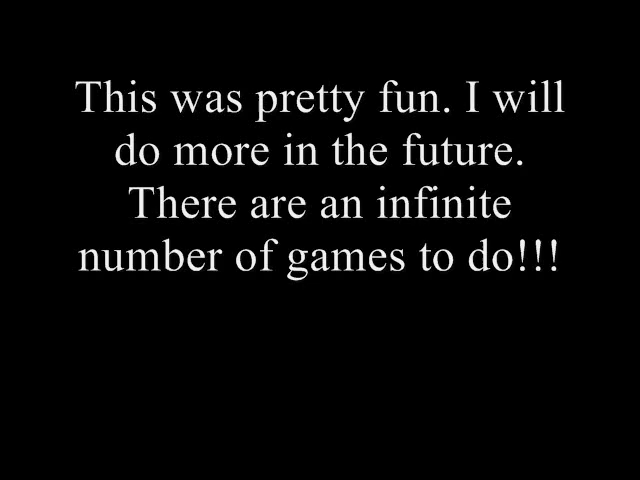 This was pretty fun. I will
do more in the future.
There are an infinite
number of games to do!!!